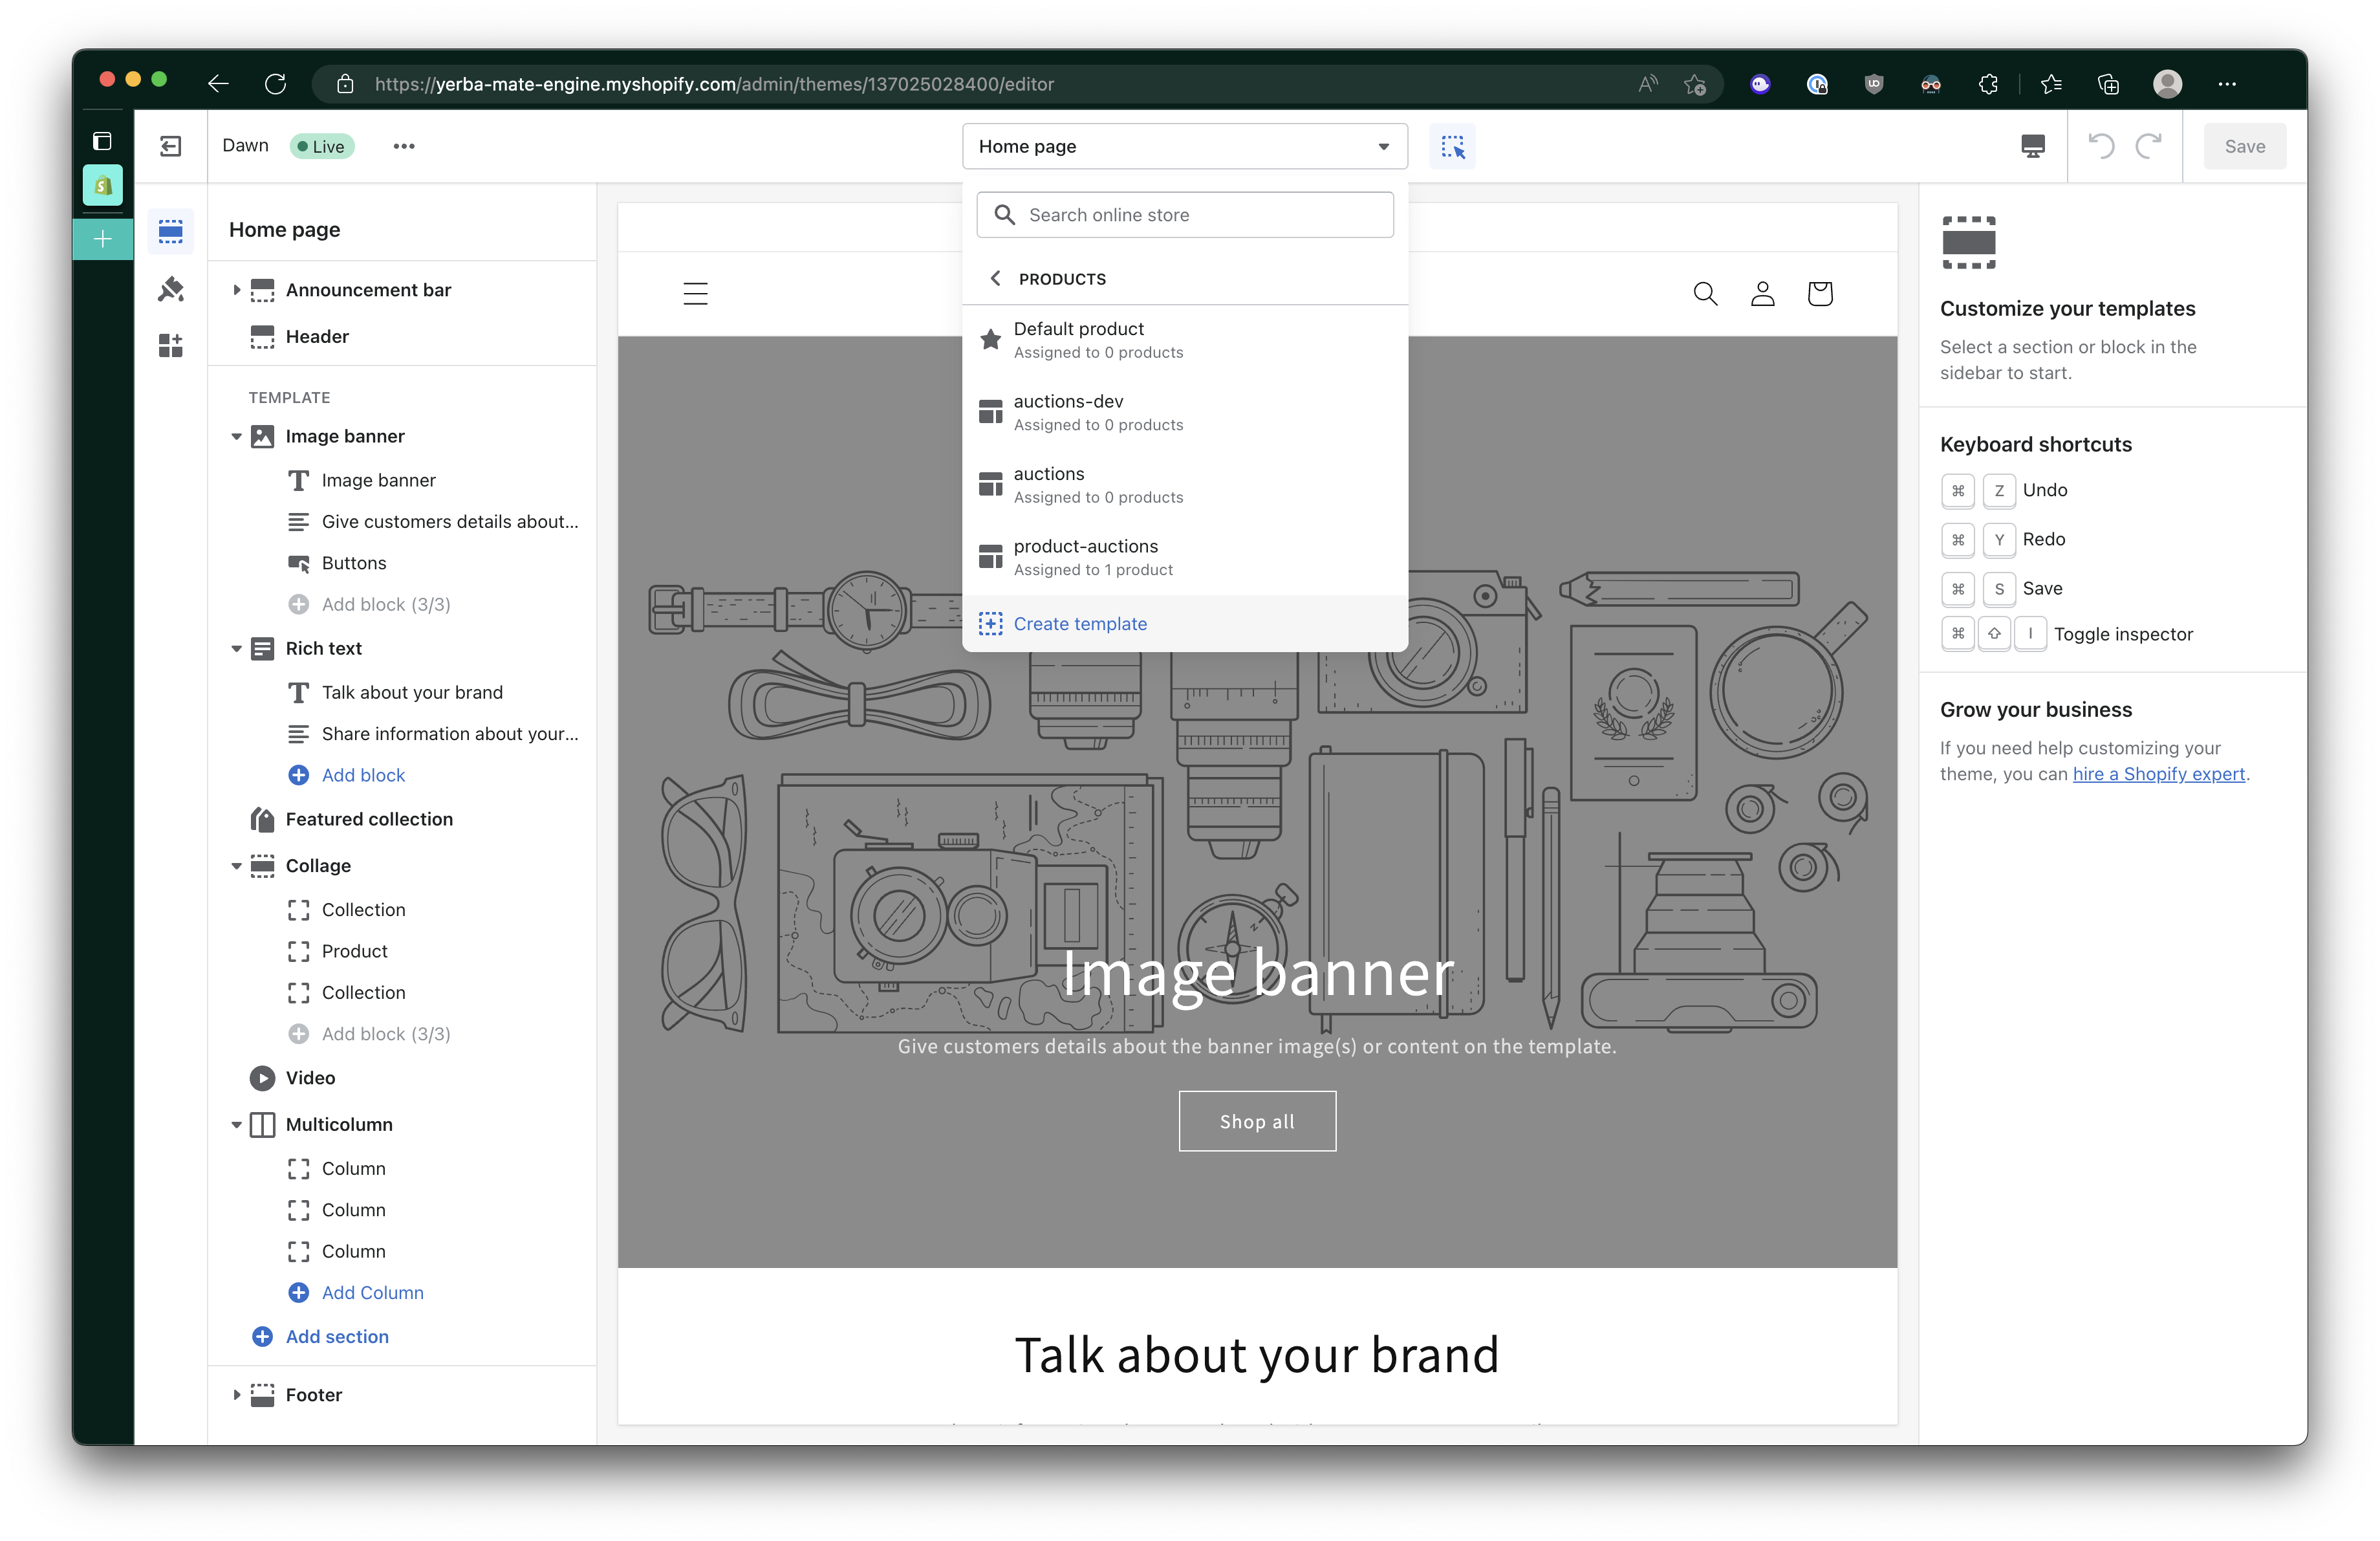 https://yerba-mate-engine.myshopify.com/admin/themes/137025028400/editor
Dawn
Live
Home page
Save
Home page
Announcement bar
Header
TEMPLATE
Image banner
Image banner
Give customers details about...
Buttons
Add block (3/3)
Rich text
Talk about your brand
Share information about your...
Add block
Featured collection
Collage
Collection
Product
Collection
Add block (3/3)
Video
Multicolumn
Column
Column
Column
Add Column
Add section
Footer
Search online store
PRODUCTS
Default product
Assigned to 0 products
auctions-dev
Assigned to 0 products
auctions
Assigned to 0 products
product-auctions
Assigned to 1 product
Create template
Image banner
Give customers details about the banner image(s) or content on the template.
Shop all
Talk about your brand
Customize your templates
Select a section or block in the
sidebar to start.
Keyboard shortcuts
⌘ Z Undo
⌘ Y Redo
⌘ S Save
⌘ ⇧ I Toggle inspector
Grow your business
If you need help customizing your
theme, you can hire a Shopify expert.